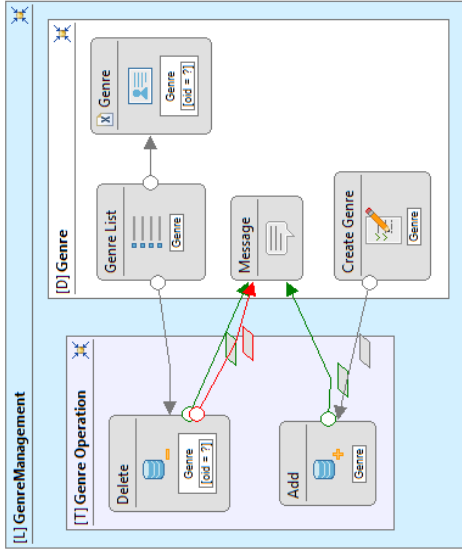 [L] GenreManagement
[D] Genre
Genre List
Genre
X Genre
Genre
[oid = ?]
Message
Create Genre
Genre
[T] Genre Operation
Delete
Genre
[oid = ?]
Add
Genre